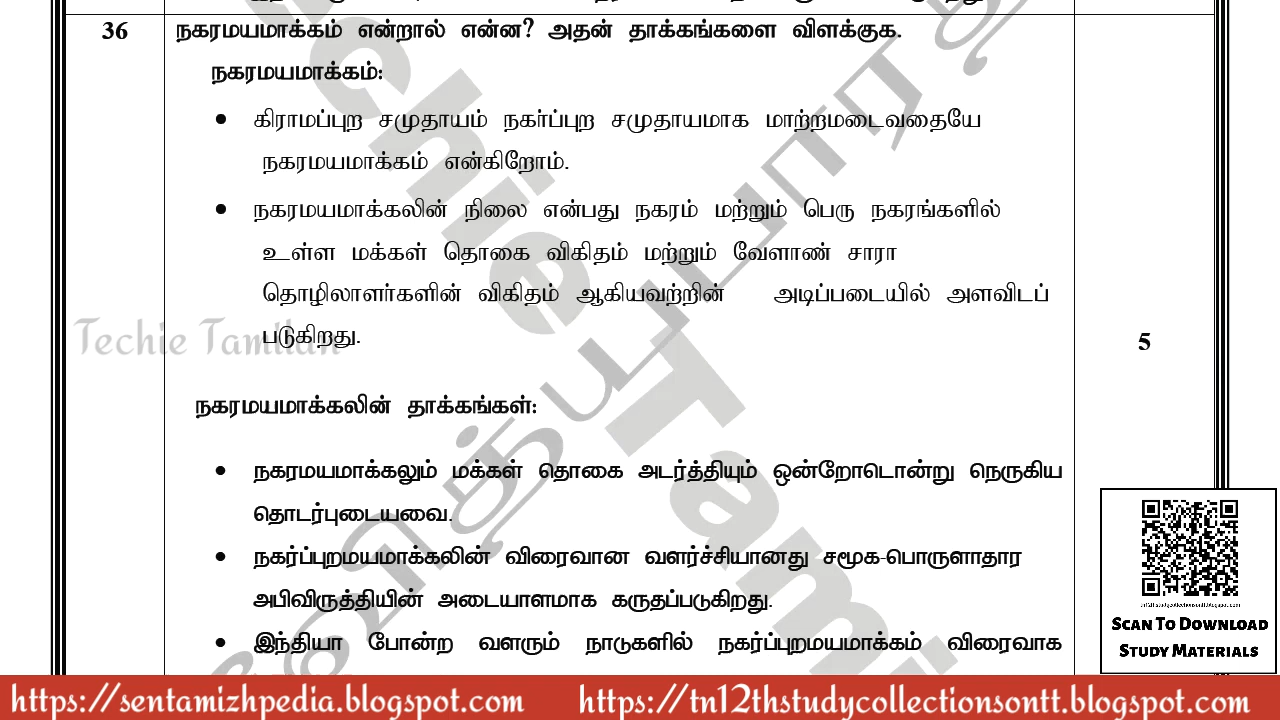 36 நகரமயமாக்கம் என்றால் என்ன? அதன் தாக்கங்களை விளக்குக.
நகரமயமாக்கம்:
• கிராமப்புற சமுதாயம் நகர்ப்புற சமுதாயமாக மாற்றமடைவதையே
நகரமயமாக்கம் என்கிறோம்.
• நகரமயமாக்கலின் நிலை என்பது நகரம் மற்றும் பெரு நகரங்களில்
உள்ள மக்கள் தொகை விகிதம் மற்றும் வேளாண் சாரா
தொழிலாளர்களின் விகிதம் ஆகியவற்றின் அடிப்படையில் அளவிடப்
படுகிறது.
Techie Tamilan
5
நகரமயமாக்கலின் தாக்கங்கள்:
• நகரமயமாக்கலும் மக்கள் தொகை அடர்த்தியும் ஒன்றோடொன்று நெருகிய
தொடர்புடையவை.
• நகர்ப்புறமயமாக்கலின் விரைவான வளர்ச்சியானது சமூக-பொருளாதார
அபிவிருத்தியின் அடையாளமாக கருதப்படுகிறது.
• இந்தியா போன்ற வளரும் நாடுகளில் நகர்ப்புறமயமாக்கம் விரைவாக
tn12thstudycollectionsontt.blogspot.com
SCAN TO DOWNLOAD
STUDY MATERIALS
https://sentamizhpedia.blogspot.com https://tn12thstudycollectionsontt.blogspot.com